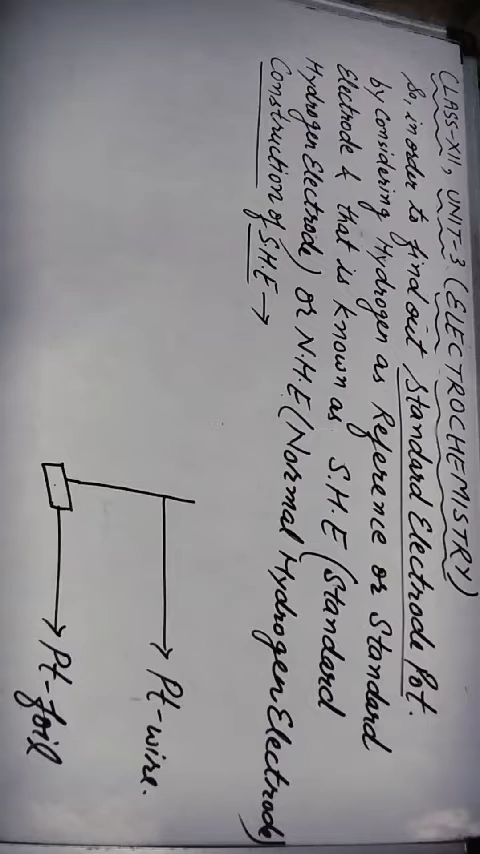 CLASS-XII, UNIT-3 (ELECTROCHEMISTRY)
So, in order to find out Standard Electrode Pot.
by considering Hydrogen as Reference or Standard
Electrode & that is known as S.H.E (Standard
Hydrogen Electrode) or N.H.E (Normal Hydrogen Electrode)
Construction of S.H.E →
Pt-wire.
Pt-foil